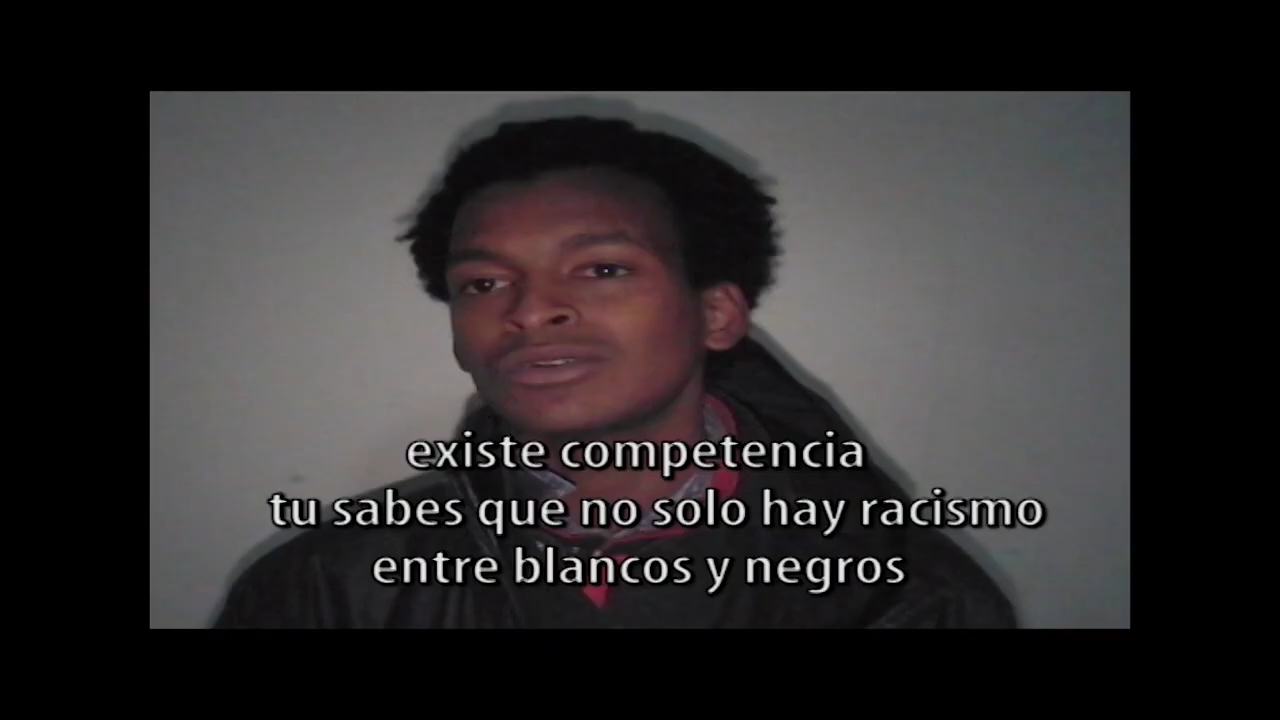 existe competencia
tu sabes que no solo hay racismo
entre blancos y negros